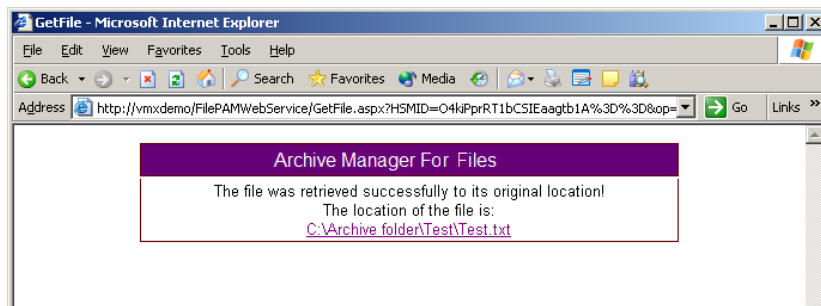 GetFile - Microsoft Internet Explorer
File Edit View Favorites Tools Help
Back Search Favorites Media
Address http://vmxdemo/FilePAMWebService/GetFile.aspx?HSMID=O4kiPprRT1bCSIEaagtb1A%3D%3D&op= Go Links »
Archive Manager For Files
The file was retrieved successfully to its original location!
The location of the file is:
C:\Archive folder\Test\Test.txt